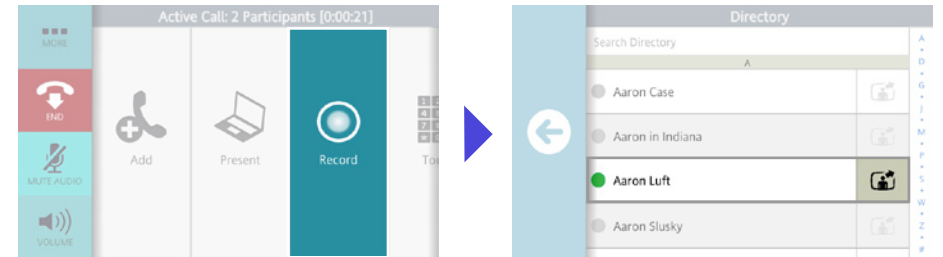 Active Call: 2 Participants [0:00:21]
MORE
END
MUTE AUDIO
VOLUME
Add
Present
Record
Directory
Search Directory
A
Aaron Case
Aaron in Indiana
Aaron Luft
Aaron Slusky
A
D
G
J
M
P
S
W
Z
#